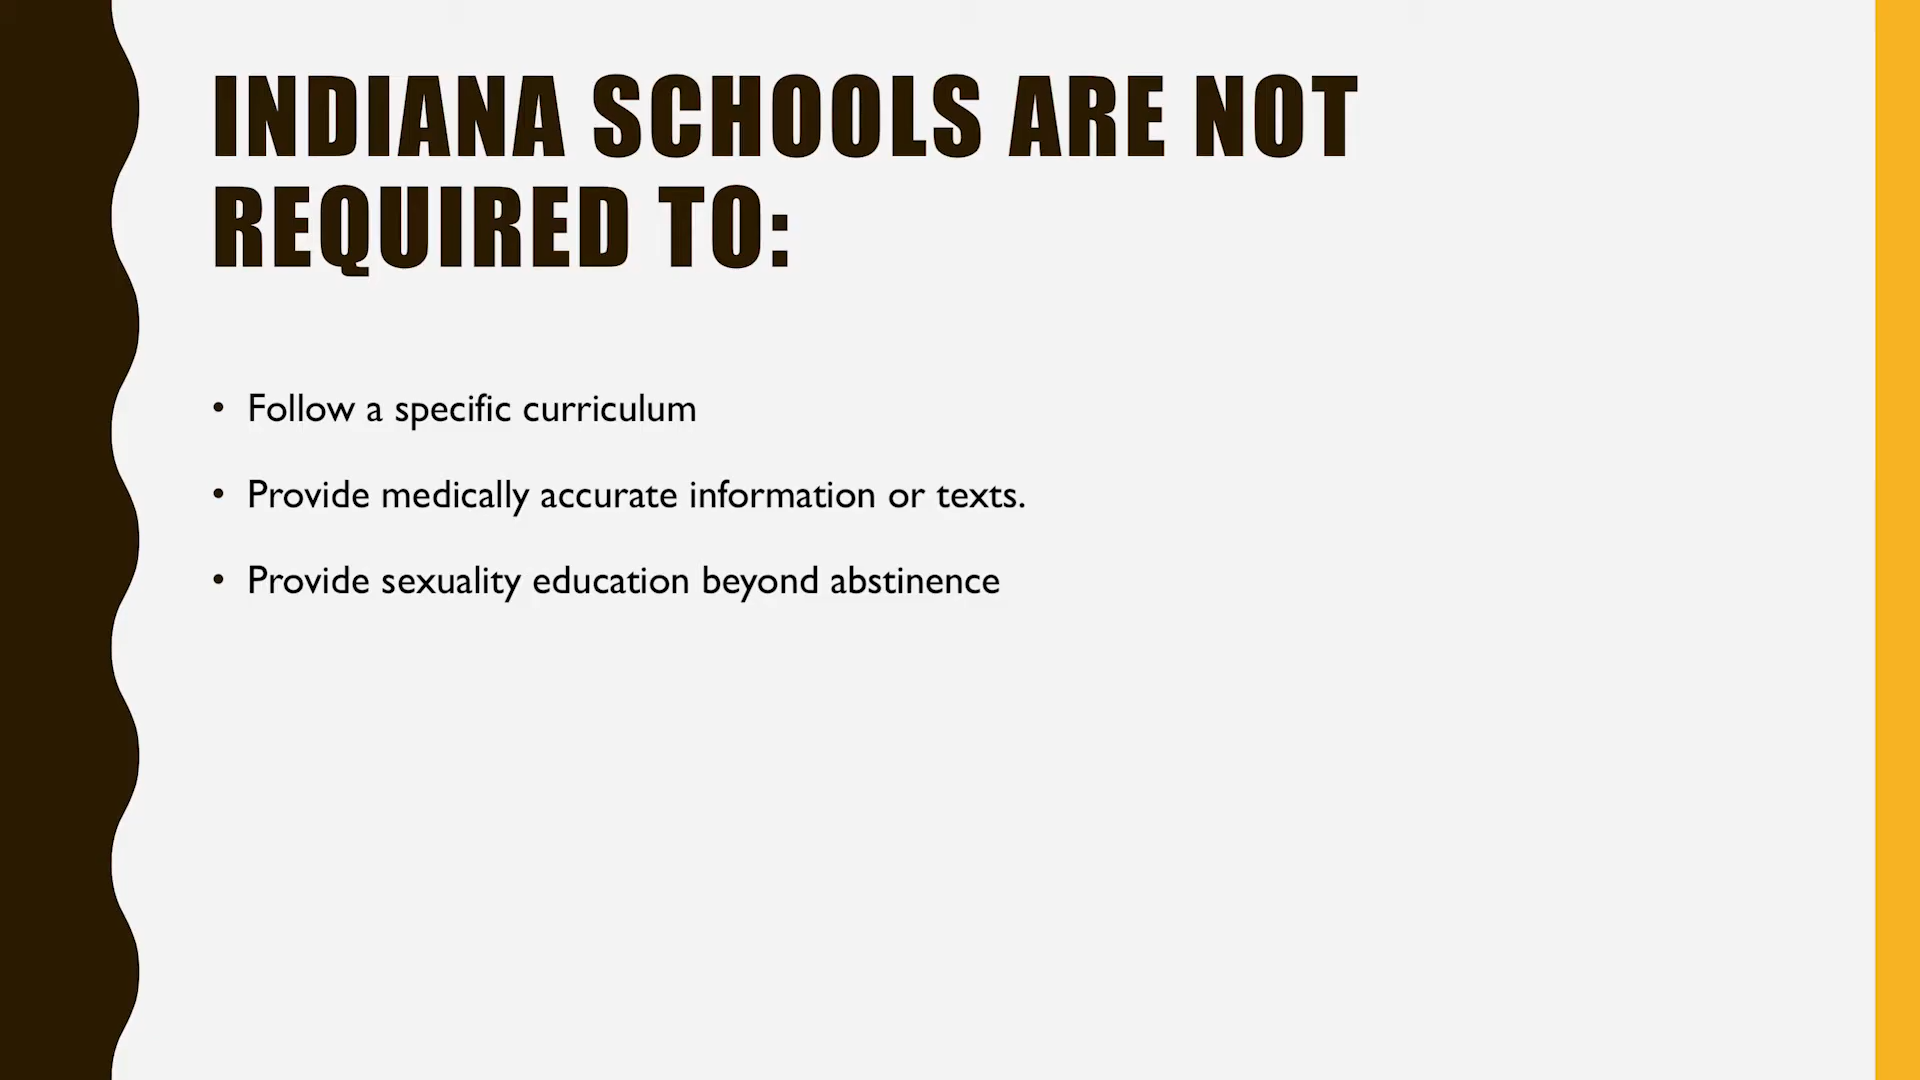 INDIANA SCHOOLS ARE NOT
REQUIRED TO:
• Follow a specific curriculum
• Provide medically accurate information or texts.
• Provide sexuality education beyond abstinence